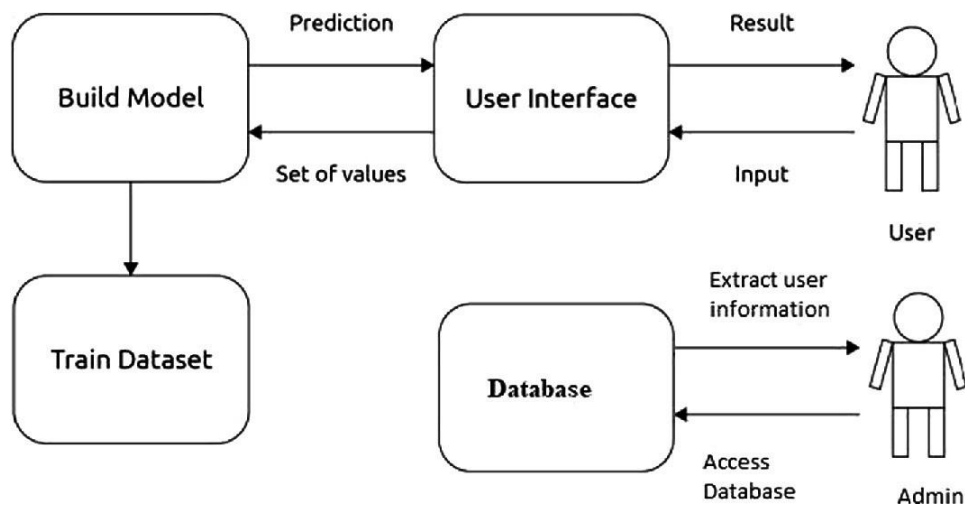 Prediction
Result
Build Model
User Interface
Set of values
Input
User
Extract user
information
Train Dataset
Database
Access
Database
Admin